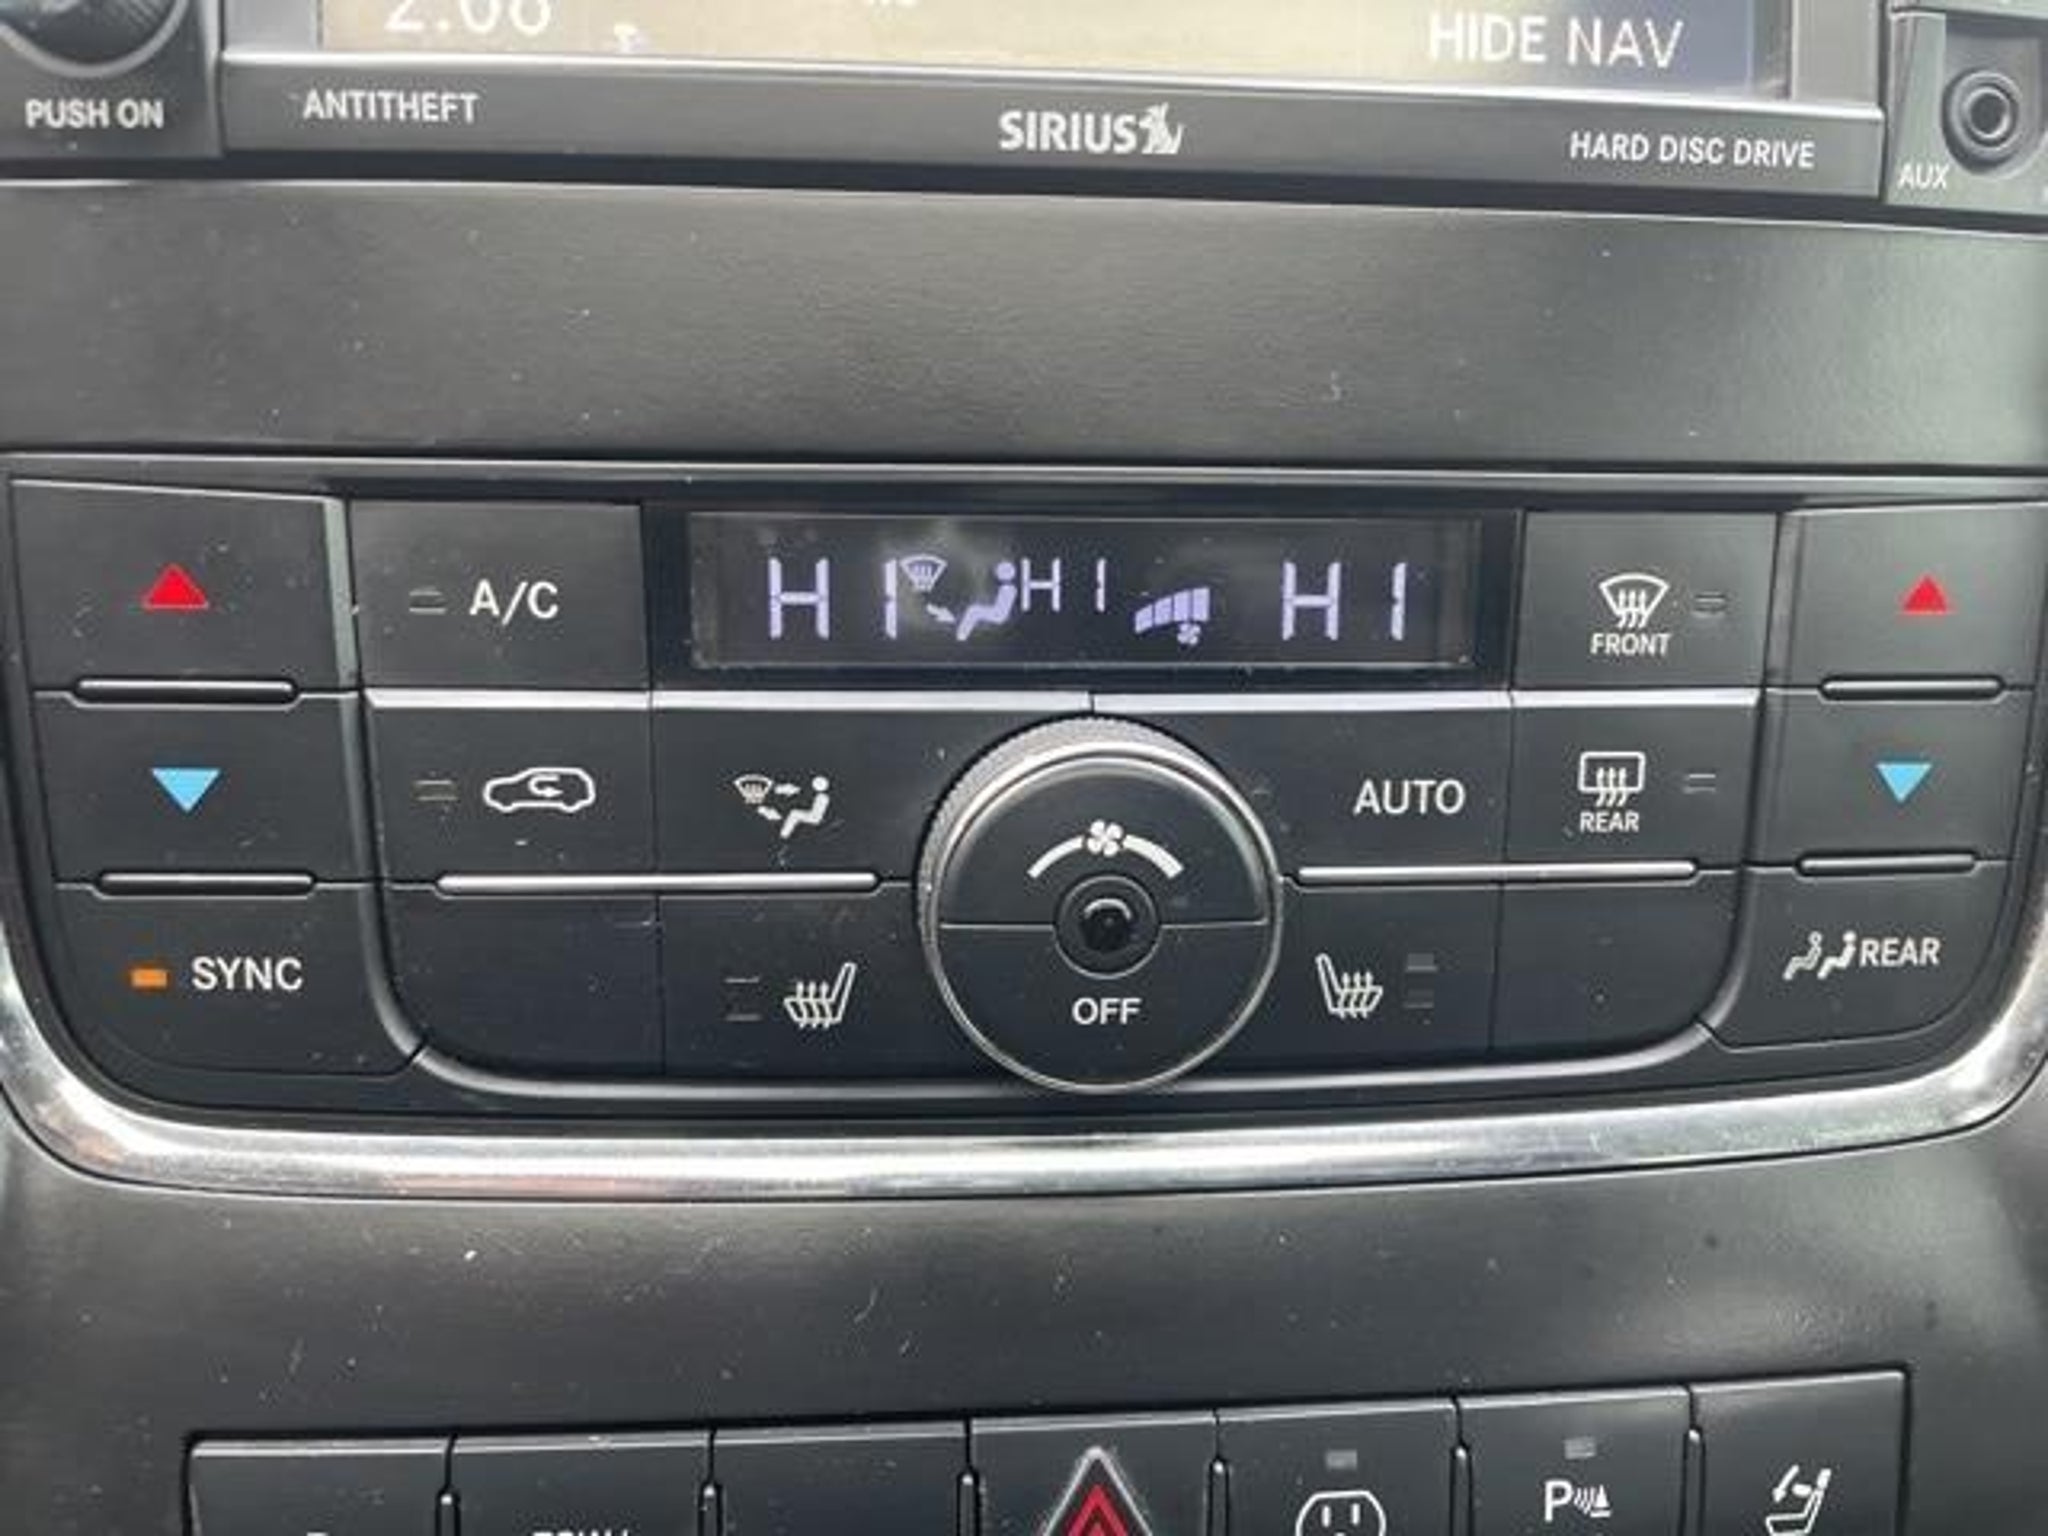 HIDE NAV
PUSH ON
ANTITHEFT
SIRIUS
HARD DISC DRIVE
AUX
A/C
HI
HI
HI
FRONT
AUTO
REAR
SYNC
OFF
REAR
P